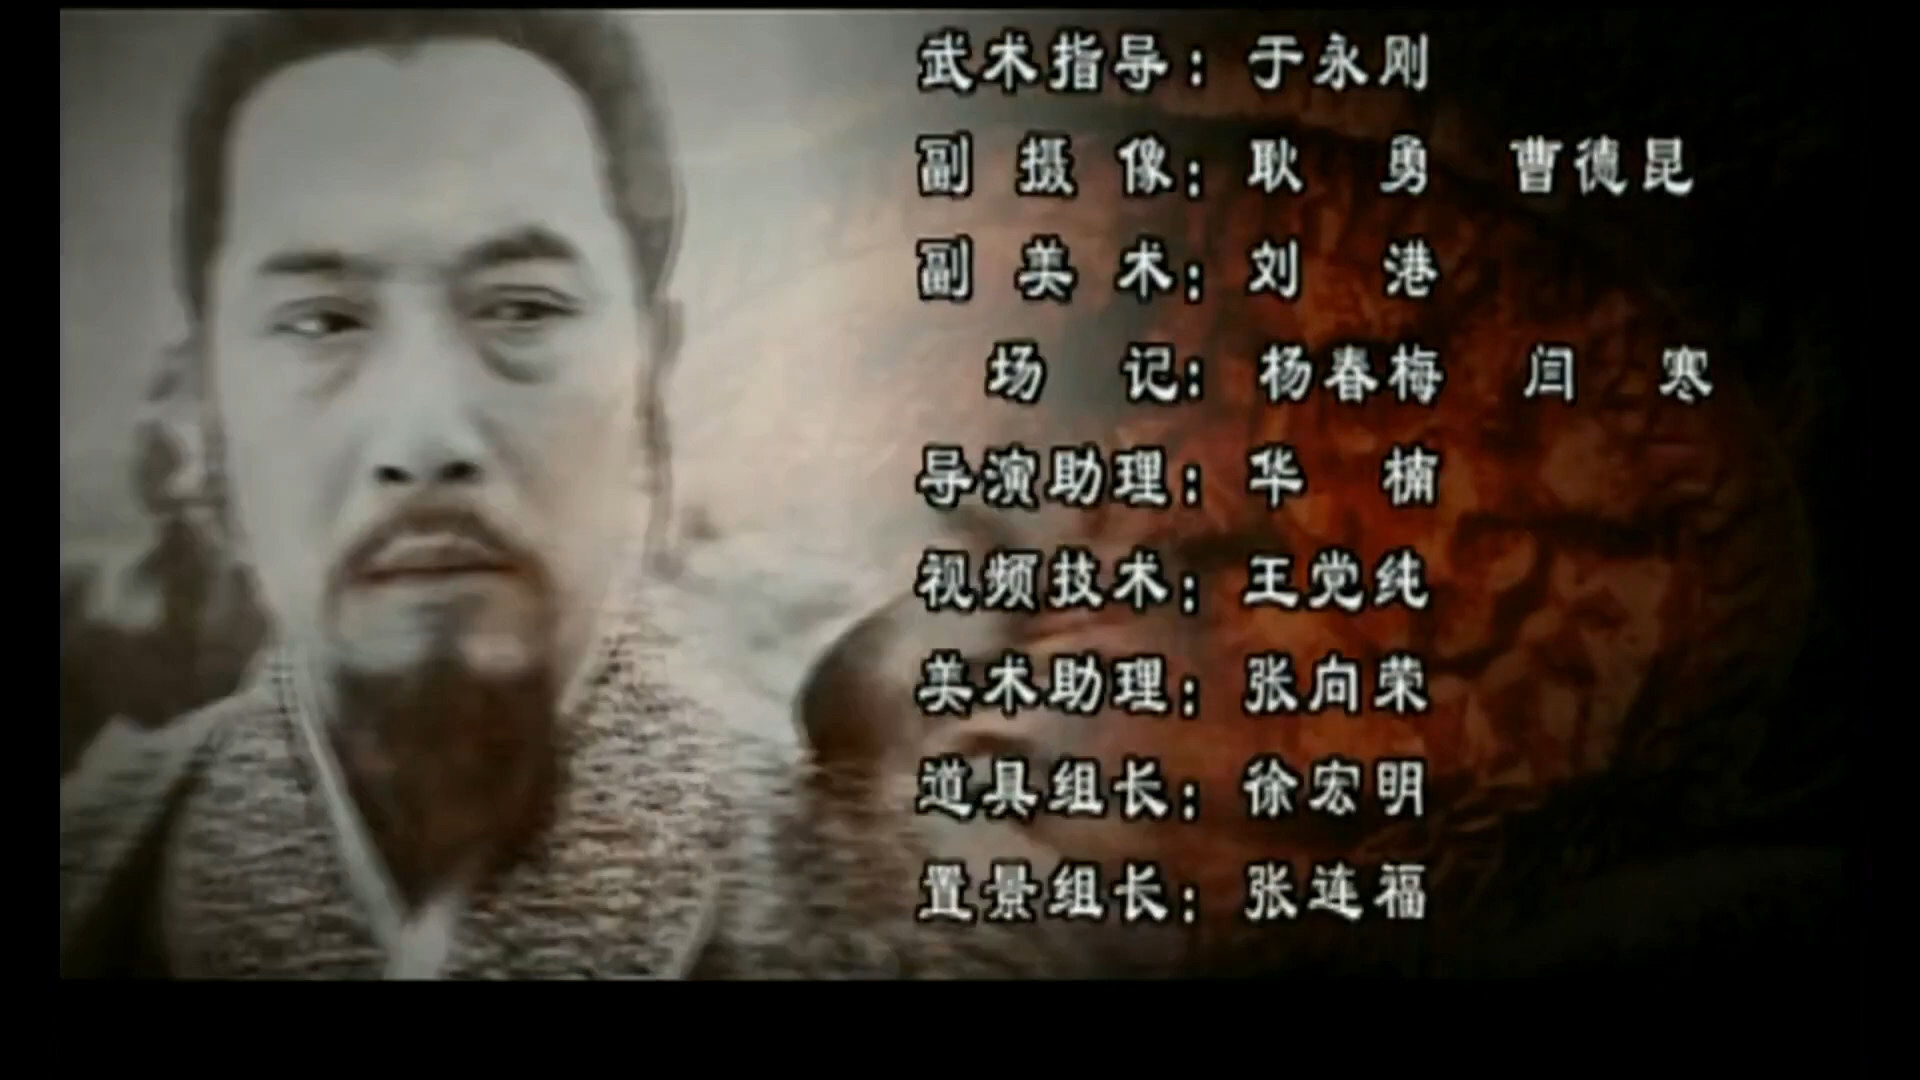 武术指导：于永刚
副 摄 像：耿 勇 曹德昆
副 美 术：刘 港
场 记：杨春梅 闫 寒
导演助理：华 楠
视频技术：王党纯
美术助理：张向荣
道具组长：徐宏明
置景组长：张连福